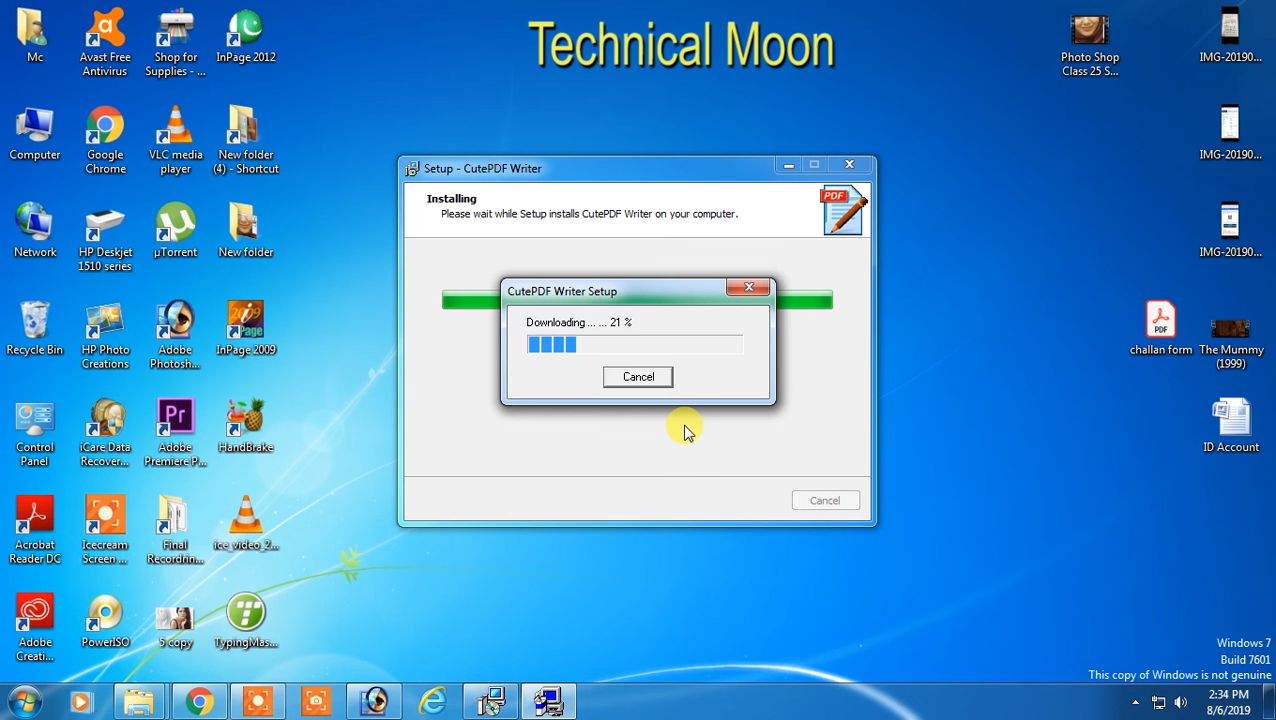 Technical Moon
Mc
Avast Free
Antivirus
Shop for
Supplies - ...
InPage 2012
Photo Shop
Class 25 S...
IMG-20190...
Computer
Google
Chrome
VLC media
player
New folder
(4) - Shortcut
IMG-20190...
Network
HP Deskjet
1510 series
µTorrent
New folder
IMG-20190...
Setup - CutePDF Writer
Installing
Please wait while Setup installs CutePDF Writer on your computer.
PDF
CutePDF Writer Setup
Downloading ... ... 21 %
Cancel
Cancel
Recycle Bin
HP Photo
Creations
Adobe
Photosh...
InPage 2009
PDF
challan form
The Mummy
(1999)
Control
Panel
iCare Data
Recover...
Adobe
Premiere P...
HandBrake
ID Account
Acrobat
Reader DC
Icecream
Screen ...
Final
Recordrin...
ice_video_2...
Adobe
Creati...
PowerISO
5 copy
TypingMas...
Windows 7
Build 7601
This copy of Windows is not genuine
2:34 PM
8/6/2019